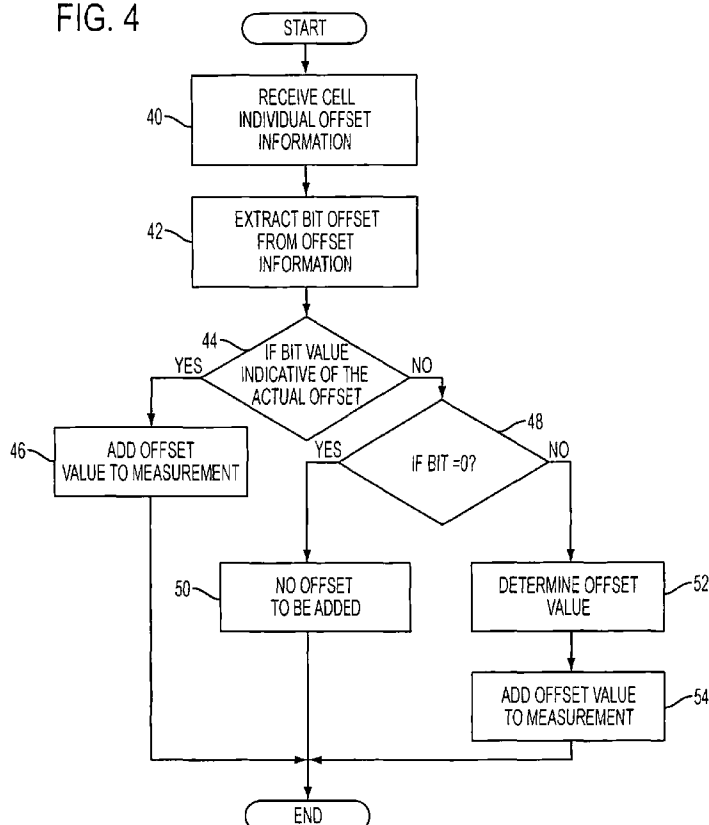 FIG. 4
START
40
RECEIVE CELL
INDIVIDUAL OFFSET
INFORMATION
42
EXTRACT BIT OFFSET
FROM OFFSET
INFORMATION
44
YES
IF BIT VALUE
INDICATIVE OF THE
ACTUAL OFFSET
NO
46
ADD OFFSET
VALUE TO MEASUREMENT
48
YES
IF BIT =0?
NO
50
NO OFFSET
TO BE ADDED
DETERMINE OFFSET
VALUE
52
ADD OFFSET VALUE
TO MEASUREMENT
54
END